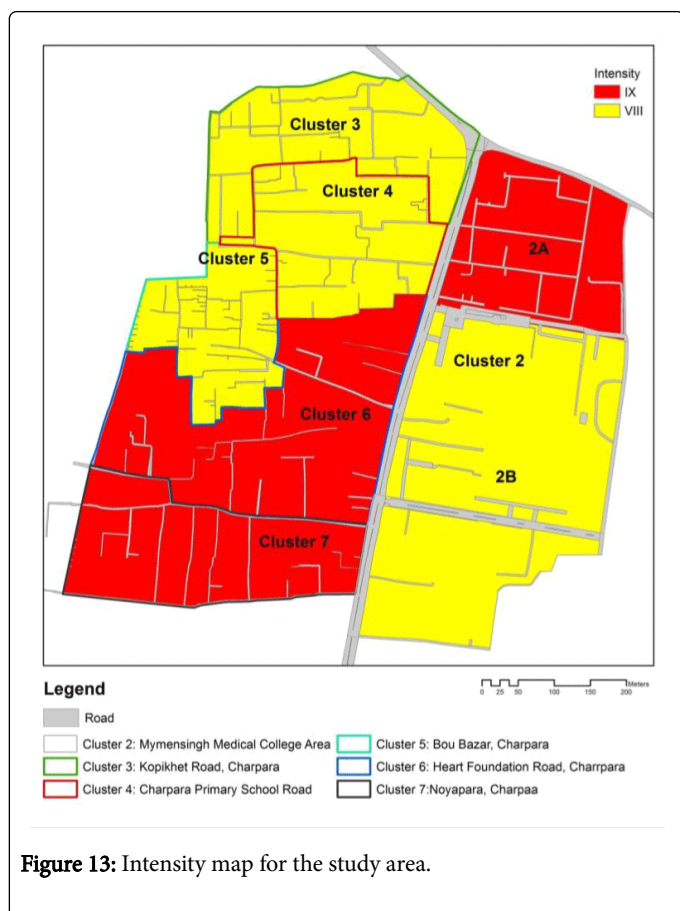 Intensity
IX
VIII
Cluster 3
Cluster 4
2A
Cluster 5
Cluster 2
Cluster 6
2B
Cluster 7
Legend
Meters
0 25 50 100 150 200
Road
Cluster 2: Mymensingh Medical College Area
Cluster 5: Bou Bazar, Charpara
Cluster 3: Kopikhet Road, Charpara
Cluster 6: Heart Foundation Road, Charrpara
Cluster 4: Charpara Primary School Road
Cluster 7:Noyapara, Charpaa
Figure 13: Intensity map for the study area.